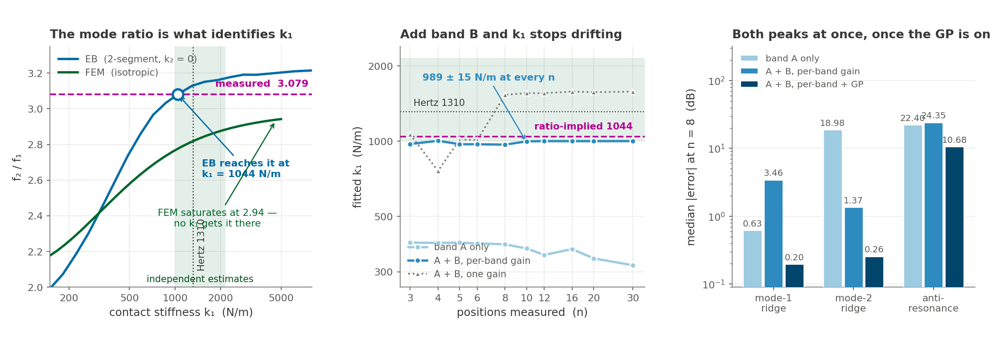 The mode ratio is what identifies k₁
EB  (2-segment, k₂ = 0)
FEM  (isotropic)
measured  3.079
EB reaches it at
k₁ = 1044 N/m
FEM saturates at 2.94 —
no k₁ gets it there
Hertz 1310
independent estimates
f₂ / f₁
3.2
3.0
2.8
2.6
2.4
2.2
2.0
200
500
1000
2000
5000
contact stiffness k₁  (N/m)
Add band B and k₁ stops drifting
989 ± 15 N/m at every n
Hertz 1310
ratio-implied 1044
band A only
A + B, per-band gain
A + B, one gain
fitted k₁  (N/m)
2000
1000
500
300
3
4
5
6
8
10
12
16
20
30
positions measured  (n)
Both peaks at once, once the GP is on
band A only
A + B, per-band gain
A + B, per-band + GP
median |error| at n = 8  (dB)
10²
10¹
10⁰
10⁻¹
0.63
3.46
0.20
18.98
1.37
0.26
22.40
24.35
10.68
mode-1
ridge
mode-2
ridge
anti-
resonance